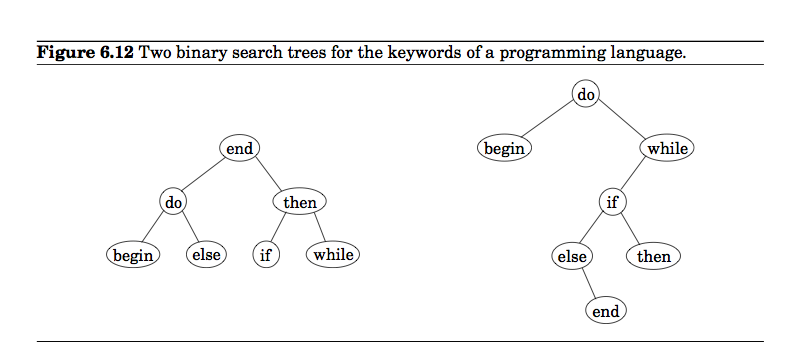 Figure 6.12 Two binary search trees for the keywords of a programming language.
end
do
then
begin
else
if
while
do
begin
while
if
else
then
end